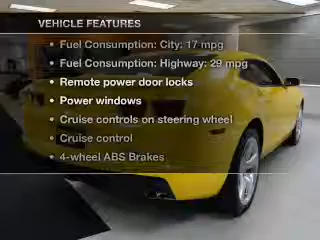 VEHICLE FEATURES
• Fuel Consumption: City: 17 mpg
• Fuel Consumption: Highway: 29 mpg
• Remote power door locks
• Power windows
• Cruise controls on steering wheel
• Cruise control
• 4-wheel ABS Brakes